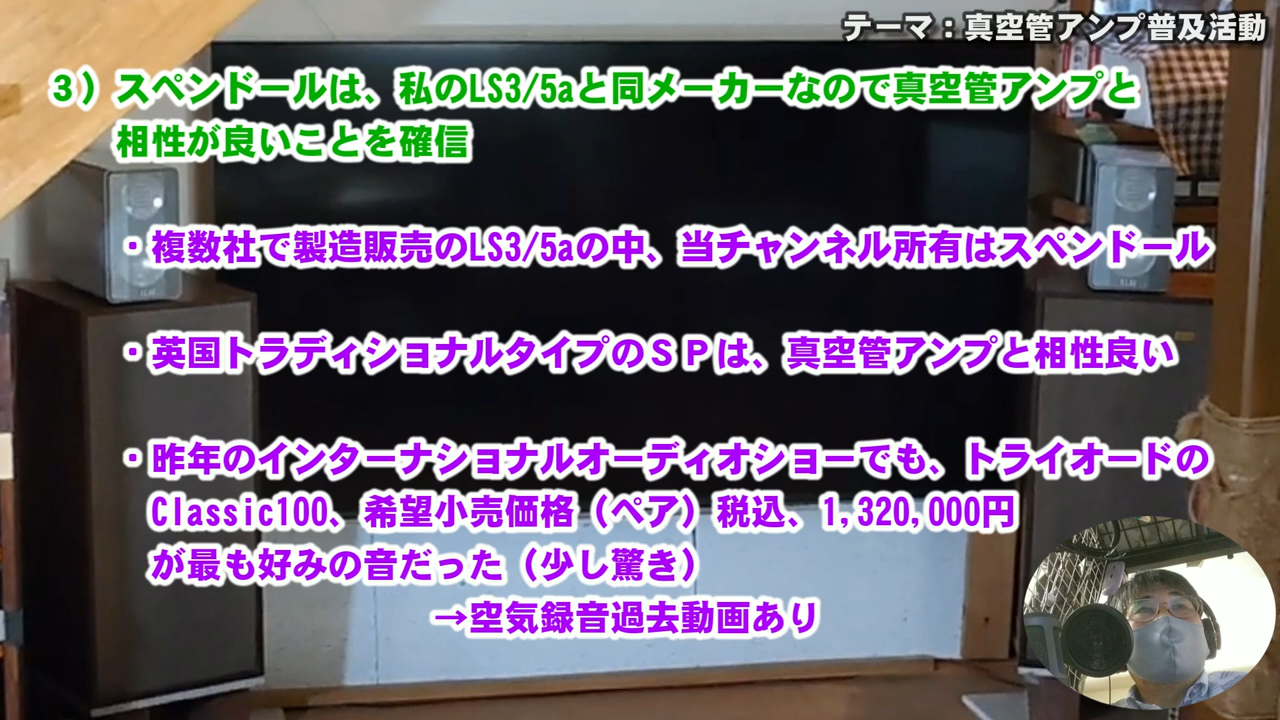 テーマ：真空管アンプ普及活動
３）スペンドールは、私のLS3/5aと同メーカーなので真空管アンプと
相性が良いことを確信
・複数社で製造販売のLS3/5aの中、当チャンネル所有はスペンドール
・英国トラディショナルタイプのＳＰは、真空管アンプと相性良い
・昨年のインターナショナルオーディオショーでも、トライオードの
Classic100、希望小売価格（ペア）税込、1,320,000円
が最も好みの音だった（少し驚き）
→空気録音過去動画あり